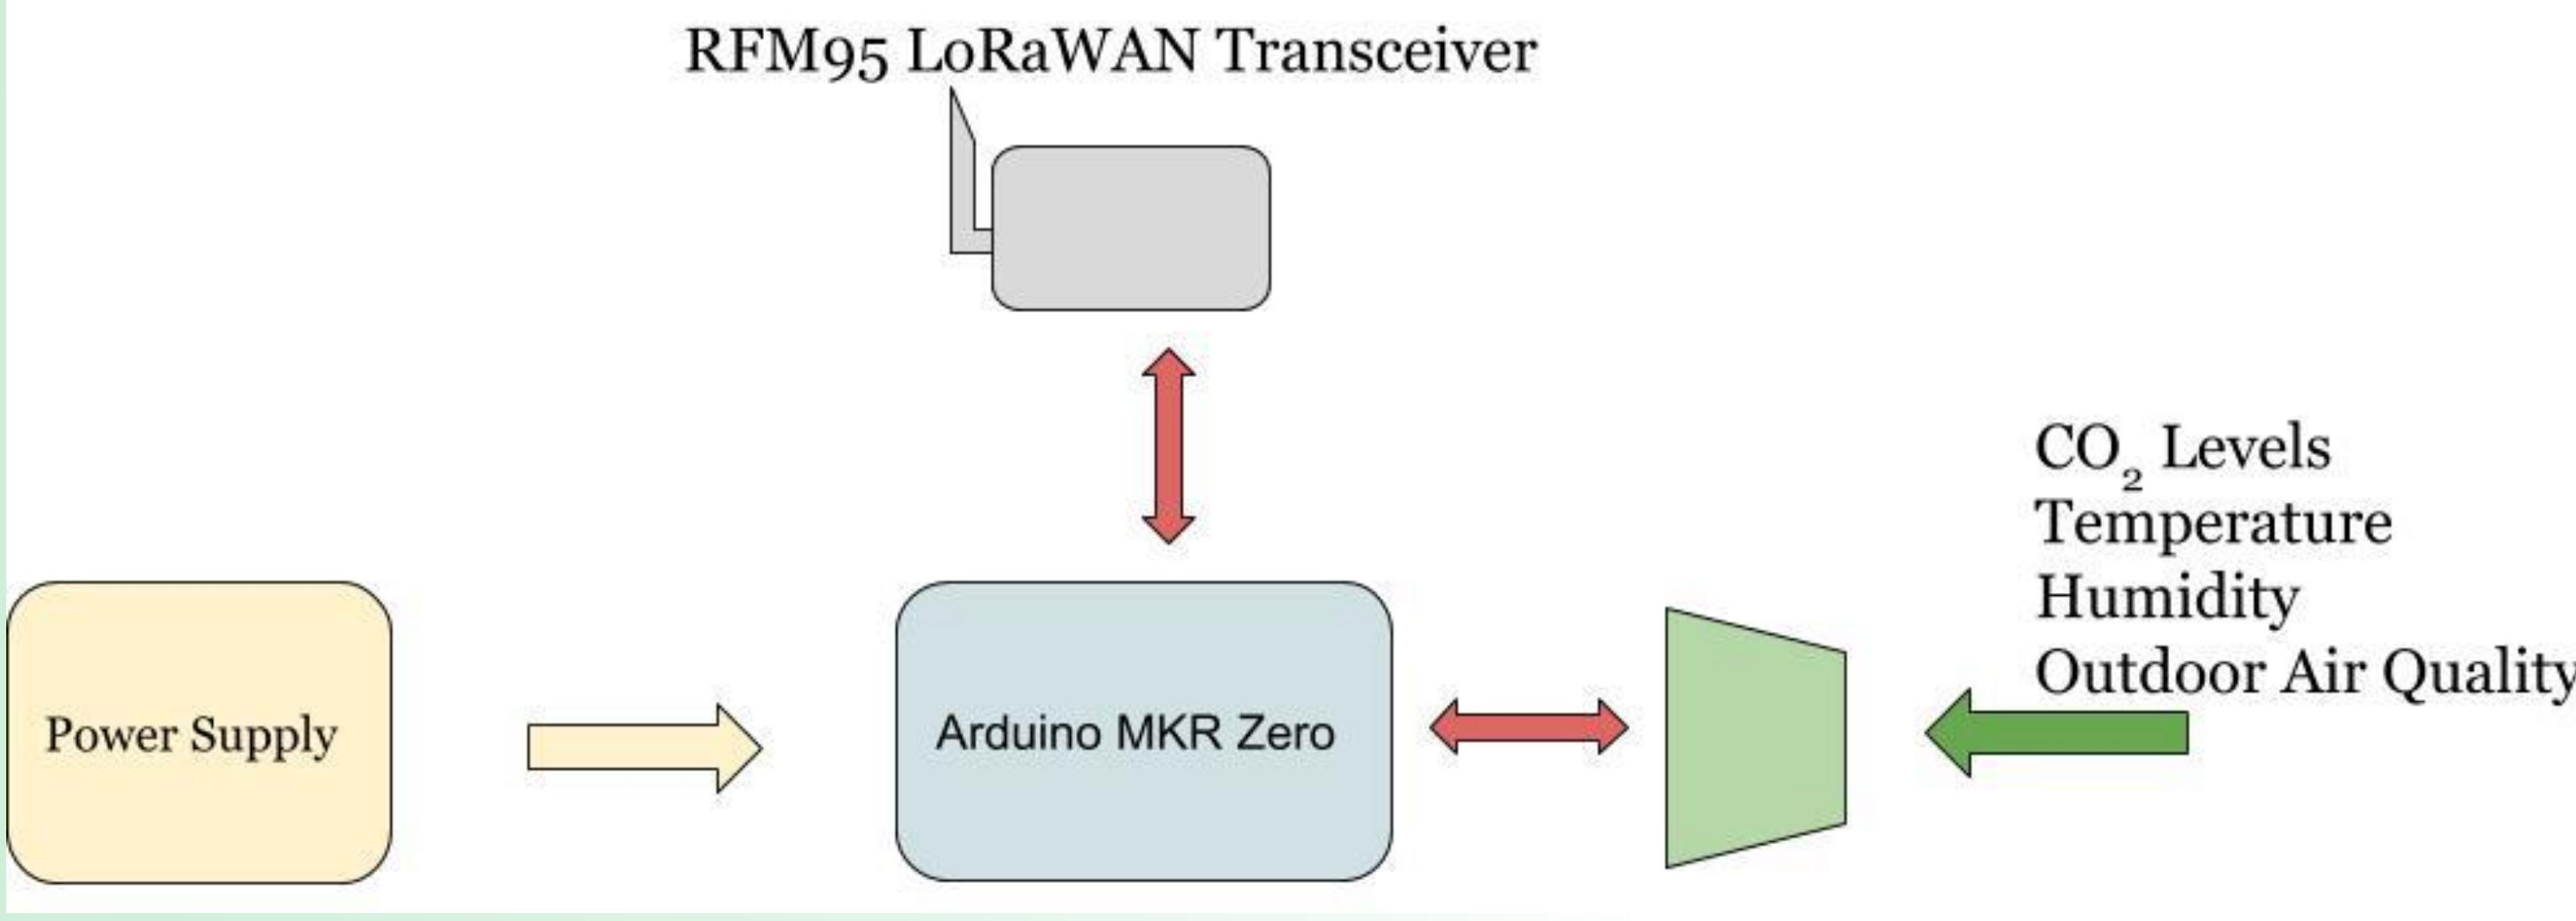 RFM95 LoRaWAN Transceiver
CO₂ Levels
Temperature
Humidity
Outdoor Air Quality
Power Supply
Arduino MKR Zero